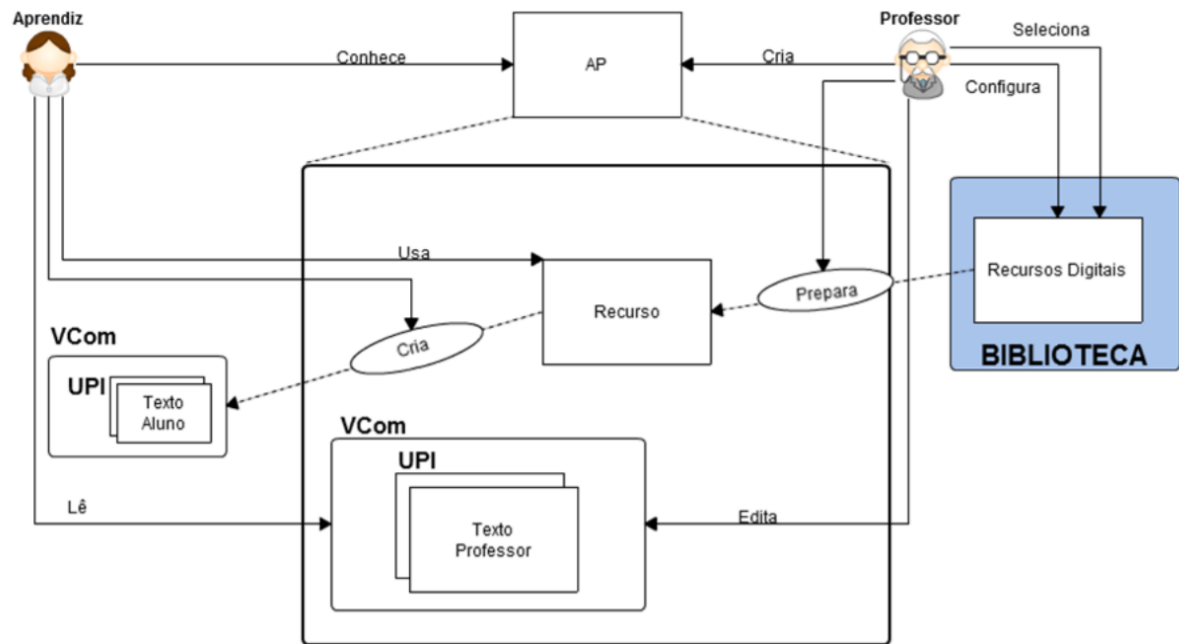 Aprendiz
Professor
Seleciona
Conhece
AP
Cria
Configura
Usa
Recurso
Prepara
Recursos Digitais
BIBLIOTECA
Cria
VCom
UPI
Texto
Aluno
VCom
UPI
Lê
Texto
Professor
Edita